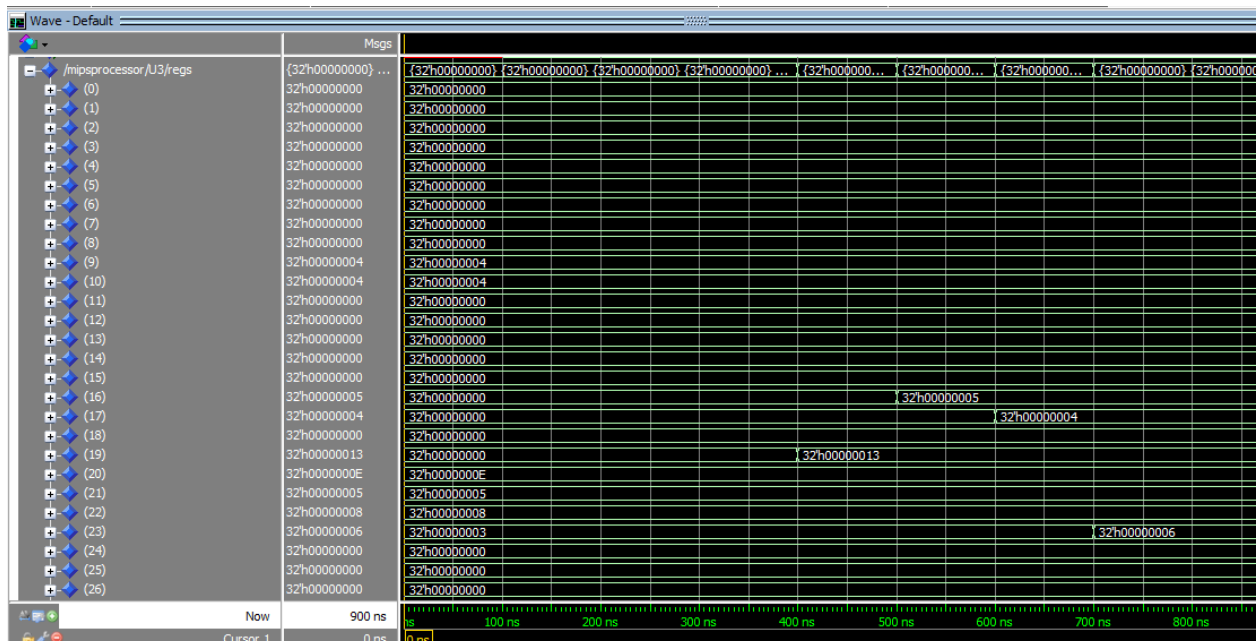 Wave - Default
Msgs
/mipsprocessor/U3/regs {32'h00000000} ... {32'h00000000} {32'h00000000} {32'h00000000} {32'h00000000} ... {32'h000000... {32'h000000... {32'h000000... {32'h00000000} {32'h000000
(0) 32'h00000000 32'h00000000
(1) 32'h00000000 32'h00000000
(2) 32'h00000000 32'h00000000
(3) 32'h00000000 32'h00000000
(4) 32'h00000000 32'h00000000
(5) 32'h00000000 32'h00000000
(6) 32'h00000000 32'h00000000
(7) 32'h00000000 32'h00000000
(8) 32'h00000000 32'h00000000
(9) 32'h00000004 32'h00000004
(10) 32'h00000004 32'h00000004
(11) 32'h00000000 32'h00000000
(12) 32'h00000000 32'h00000000
(13) 32'h00000000 32'h00000000
(14) 32'h00000000 32'h00000000
(15) 32'h00000000 32'h00000000
(16) 32'h00000005 32'h00000000 32'h00000005
(17) 32'h00000004 32'h00000000 32'h00000004
(18) 32'h00000000 32'h00000000
(19) 32'h00000013 32'h00000000 32'h00000013
(20) 32'h0000000E 32'h0000000E
(21) 32'h00000005 32'h00000005
(22) 32'h00000008 32'h00000008
(23) 32'h00000006 32'h00000003 32'h00000006
(24) 32'h00000000 32'h00000000
(25) 32'h00000000 32'h00000000
(26) 32'h00000000 32'h00000000
Now 900 ns ns 100 ns 200 ns 300 ns 400 ns 500 ns 600 ns 700 ns 800 ns
Cursor 1 0 ns 0 ns